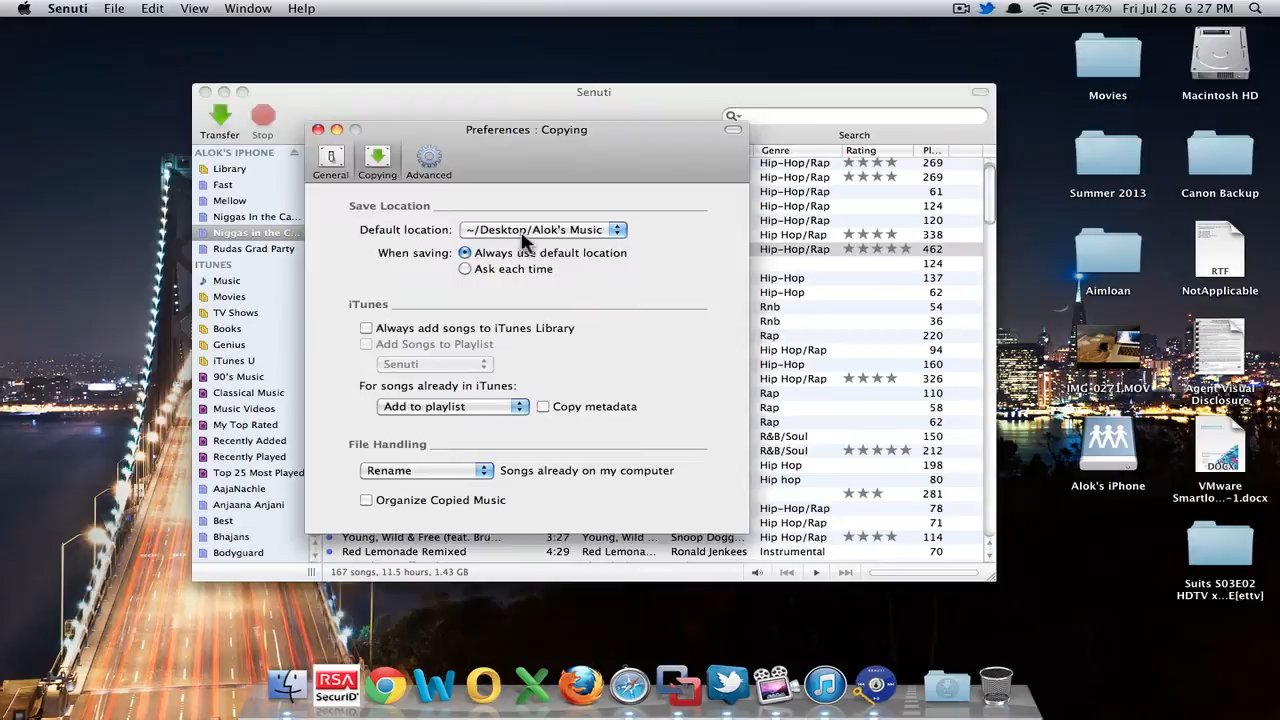 Senuti File Edit View Window Help (47%) Fri Jul 26 6:27 PM
Senuti
Transfer Stop
Search
Preferences : Copying
General Copying Advanced
Save Location
Default location: ~/Desktop/Alok's Music
When saving: Always use default location
Ask each time
iTunes
Always add songs to iTunes Library
Add Songs to Playlist
Senuti
For songs already in iTunes:
Add to playlist Copy metadata
File Handling
Rename Songs already on my computer
Organize Copied Music
ALOK'S IPHONE
Library
Fast
Mellow
Niggas In the Ca...
Niggas in the C...
Rudas Grad Party
ITUNES
Music
Movies
TV Shows
Books
Genius
iTunes U
90's Music
Classical Music
Music Videos
My Top Rated
Recently Added
Recently Played
Top 25 Most Played
AajaNachle
Anjaana Anjani
Best
Bhajans
Bodyguard
Genre Rating Pl...
Hip-Hop/Rap ★★★★ 269
Hip-Hop/Rap ★★★★ 269
Hip-Hop/Rap 61
Hip-Hop/Rap 124
Hip-Hop/Rap 120
Hip-Hop/Rap ★★★★ 338
Hip-Hop/Rap ★★★★★ 462
124
Hip-Hop 137
Hip-Hop 62
Rnb 54
Rnb 36
Rap 220
Hip Hop/Rap 94
Hip-Hop 160
Hip Hop/Rap ★★★★ 326
Rap 110
Rap 58
Rap 62
R&B/Soul 150
R&B/Soul ★★★★★ 212
Hip Hop 198
Hip hop 80
★★★ 281
Hip-Hop/Rap 78
Hip-Hop/Rap 71
Young, Wild & Free (feat. Bru... 3:27 Young, Wild ... Snoop Dogg... Hip-Hop/Rap ★★★★ 114
Red Lemonade Remixed 4:29 Red Lemona... Ronald Jenkees Instrumental 70
167 songs, 11.5 hours, 1.43 GB
Movies
Macintosh HD
Summer 2013
Canon Backup
Aimloan
RTF
NotApplicable
IMG-0271.MOV
Agent Visual
Disclosure
Alok's iPhone
DOCX
VMware
Smartlo...-1.docx
Suits S03E02
HDTV x...E[ettv]
RSA
SecurID